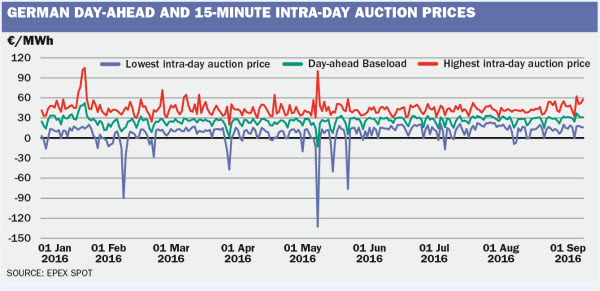 GERMAN DAY-AHEAD AND 15-MINUTE INTRA-DAY AUCTION PRICES
€/MWh
120
Lowest intra-day auction price Day-ahead Baseload Highest intra-day auction price
90
60
30
0
-30
-60
-90
-120
-150
01 Jan 01 Feb 01 Mar 01 Apr 01 May 01 Jun 01 Jul 01 Aug 01 Sep
2016 2016 2016 2016 2016 2016 2016 2016 2016
SOURCE: EPEX SPOT